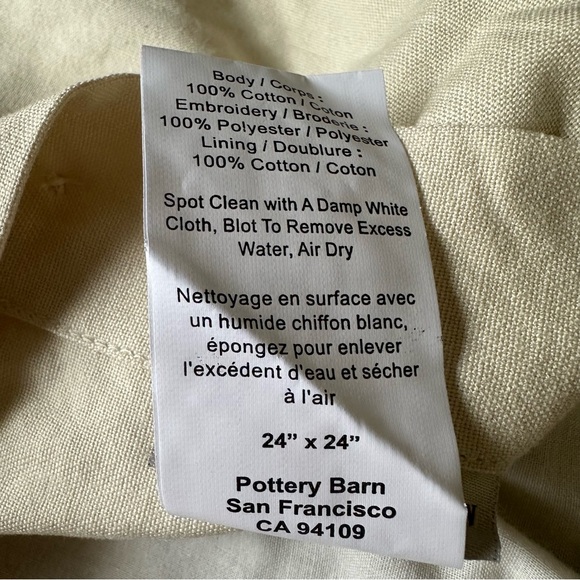 Body / Corps :
100% Cotton / Coton
Embroidery / Broderie :
100% Polyester / Polyester
Lining / Doublure :
100% Cotton / Coton
Spot Clean with A Damp White
Cloth, Blot To Remove Excess
Water, Air Dry
Nettoyage en surface avec
un humide chiffon blanc,
épongez pour enlever
l'excédent d'eau et sécher
à l'air
24” x 24”
Pottery Barn
San Francisco
CA 94109